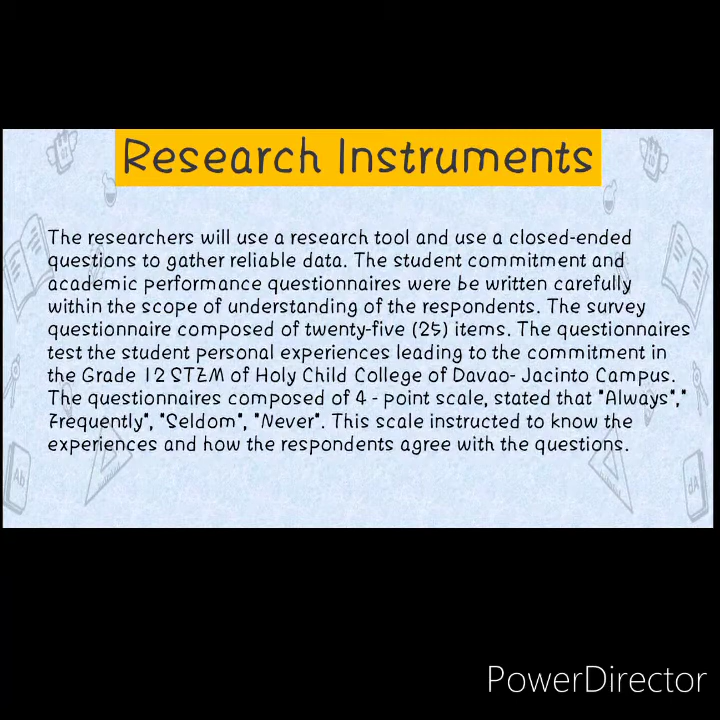 Research Instruments
The researchers will use a research tool and use a closed-ended
questions to gather reliable data. The student commitment and
academic performance questionnaires were be written carefully
within the scope of understanding of the respondents. The survey
questionnaire composed of twenty-five (25) items. The questionnaires
test the student personal experiences leading to the commitment in
the Grade 12 STEM of Holy Child College of Davao- Jacinto Campus.
The questionnaires composed of 4 - point scale, stated that "Always","
Frequently", "Seldom", "Never". This scale instructed to know the
experiences and how the respondents agree with the questions.
Ab
PowerDirector